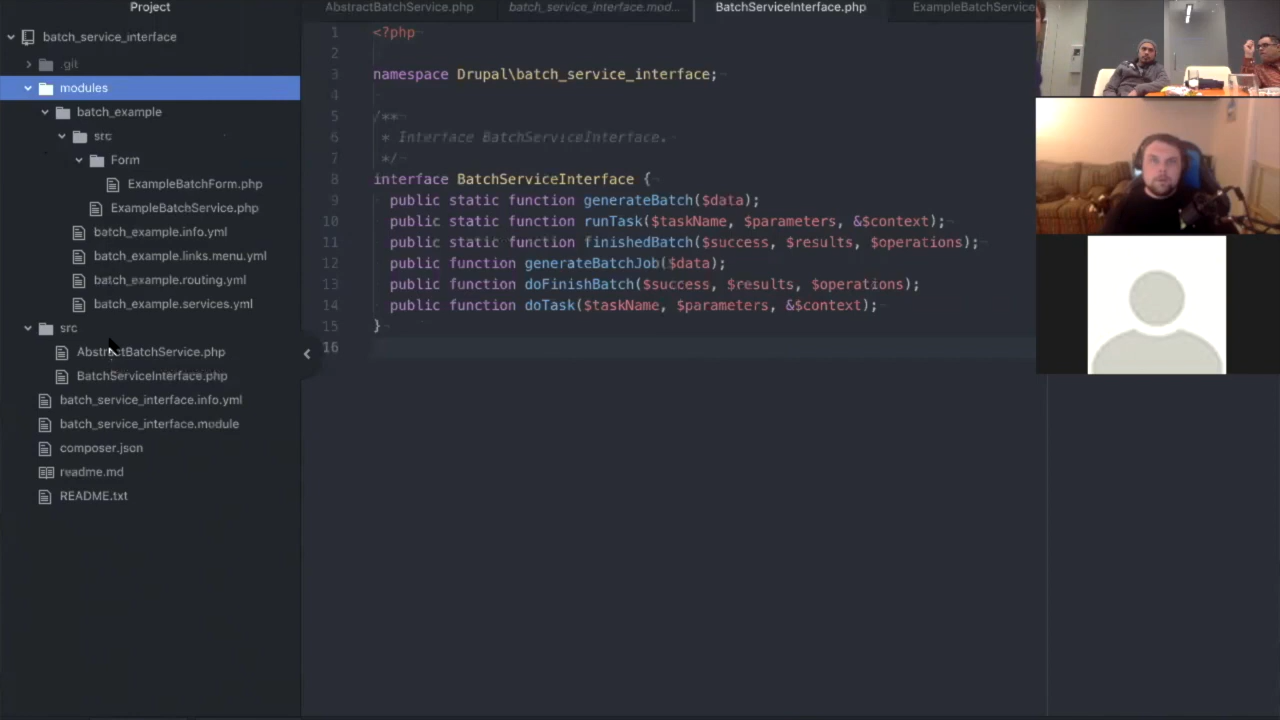 Project
batch_service_interface
.git
modules
batch_example
src
Form
ExampleBatchForm.php
ExampleBatchService.php
batch_example.info.yml
batch_example.links.menu.yml
batch_example.routing.yml
batch_example.services.yml
src
AbstractBatchService.php
BatchServiceInterface.php
batch_service_interface.info.yml
batch_service_interface.module
composer.json
readme.md
README.txt
AbstractBatchService.php batch_service_interface.mod... BatchServiceInterface.php ExampleBatchService
1 <?php
2
3 namespace Drupal\batch_service_interface;
4
5 /**
6 * Interface BatchServiceInterface.
7 */
8 interface BatchServiceInterface {
9 public static function generateBatch($data);
10 public static function runTask($taskName, $parameters, &$context);
11 public static function finishedBatch($success, $results, $operations);
12 public function generateBatchJob($data);
13 public function doFinishBatch($success, $results, $operations);
14 public function doTask($taskName, $parameters, &$context);
15 }
16